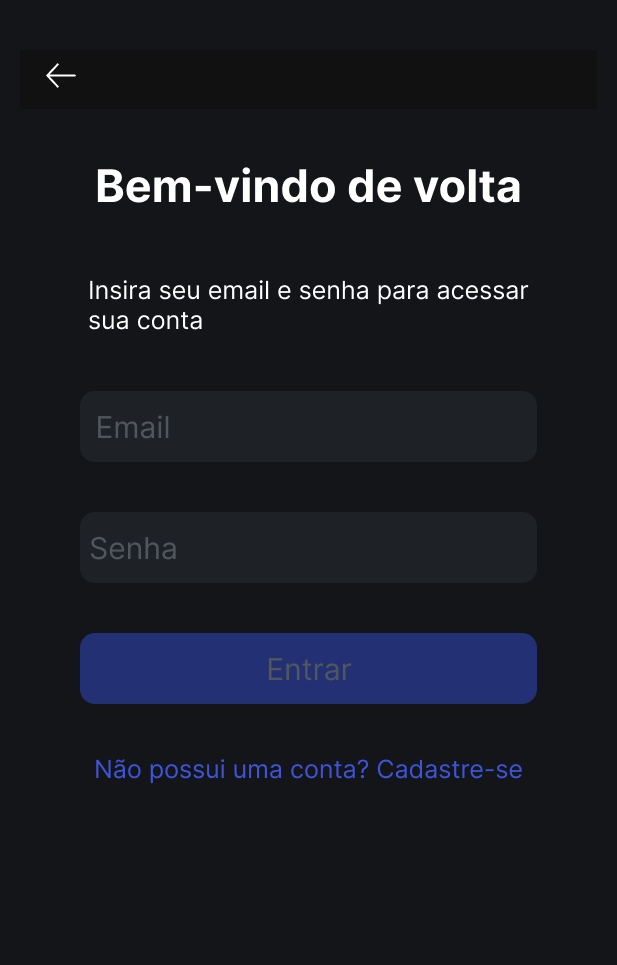 Bem-vindo de volta
Insira seu email e senha para acessar
sua conta
Email
Senha
Entrar
Não possui uma conta? Cadastre-se